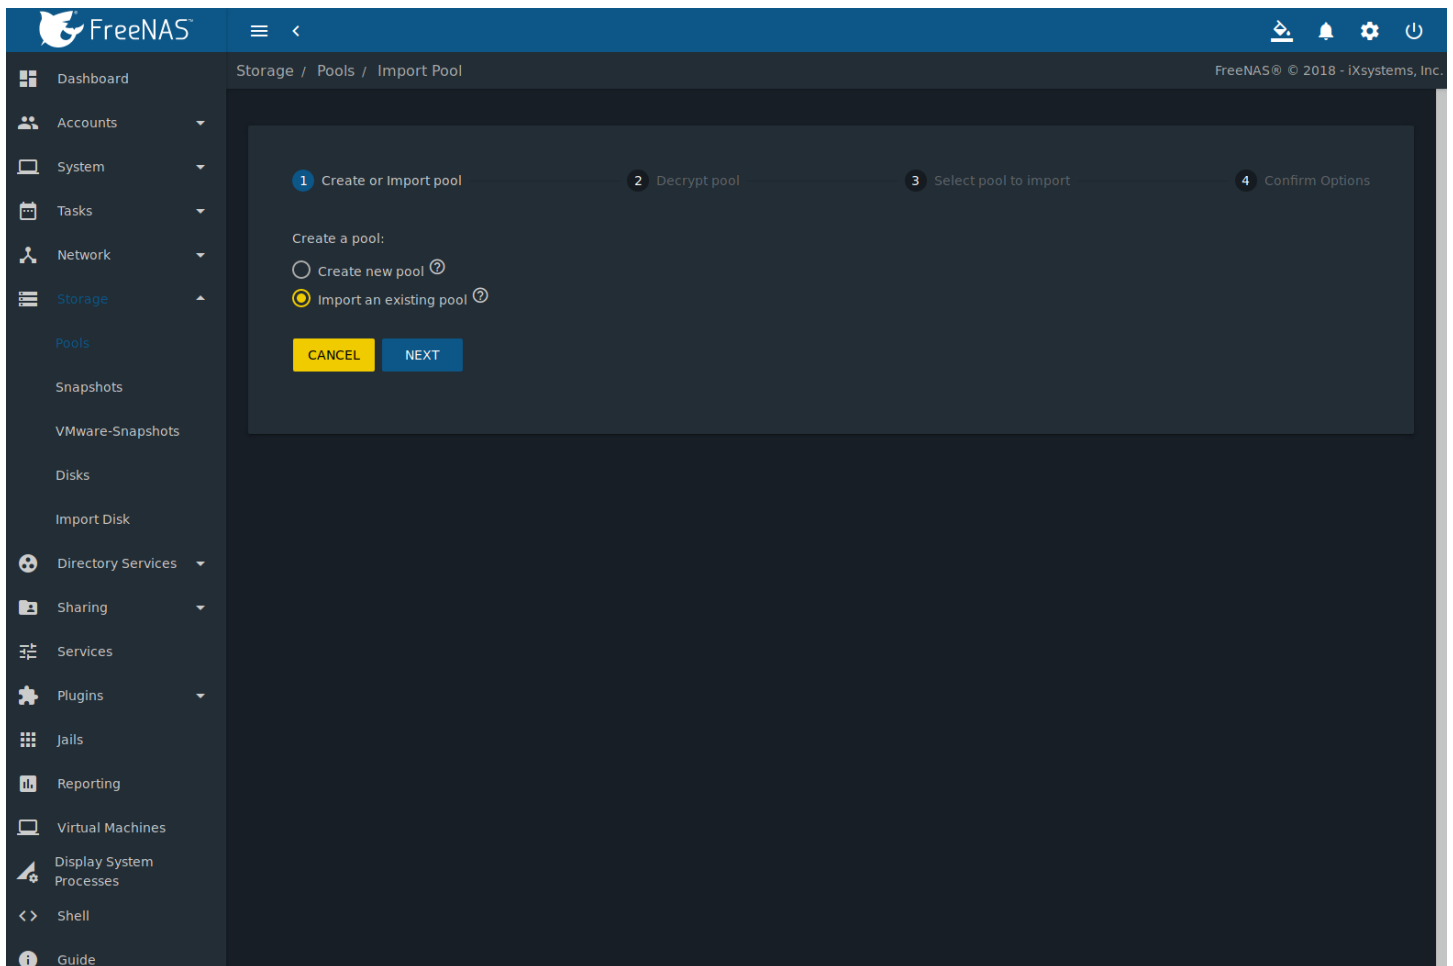 FreeNAS
Storage / Pools / Import Pool
FreeNAS® © 2018 - iXsystems, Inc.
Dashboard
Accounts
System
Tasks
Network
Storage
Pools
Snapshots
VMware-Snapshots
Disks
Import Disk
Directory Services
Sharing
Services
Plugins
Jails
Reporting
Virtual Machines
Display System
Processes
Shell
Guide
1 Create or Import pool
2 Decrypt pool
3 Select pool to import
4 Confirm Options
Create a pool:
Create new pool
Import an existing pool
CANCEL
NEXT